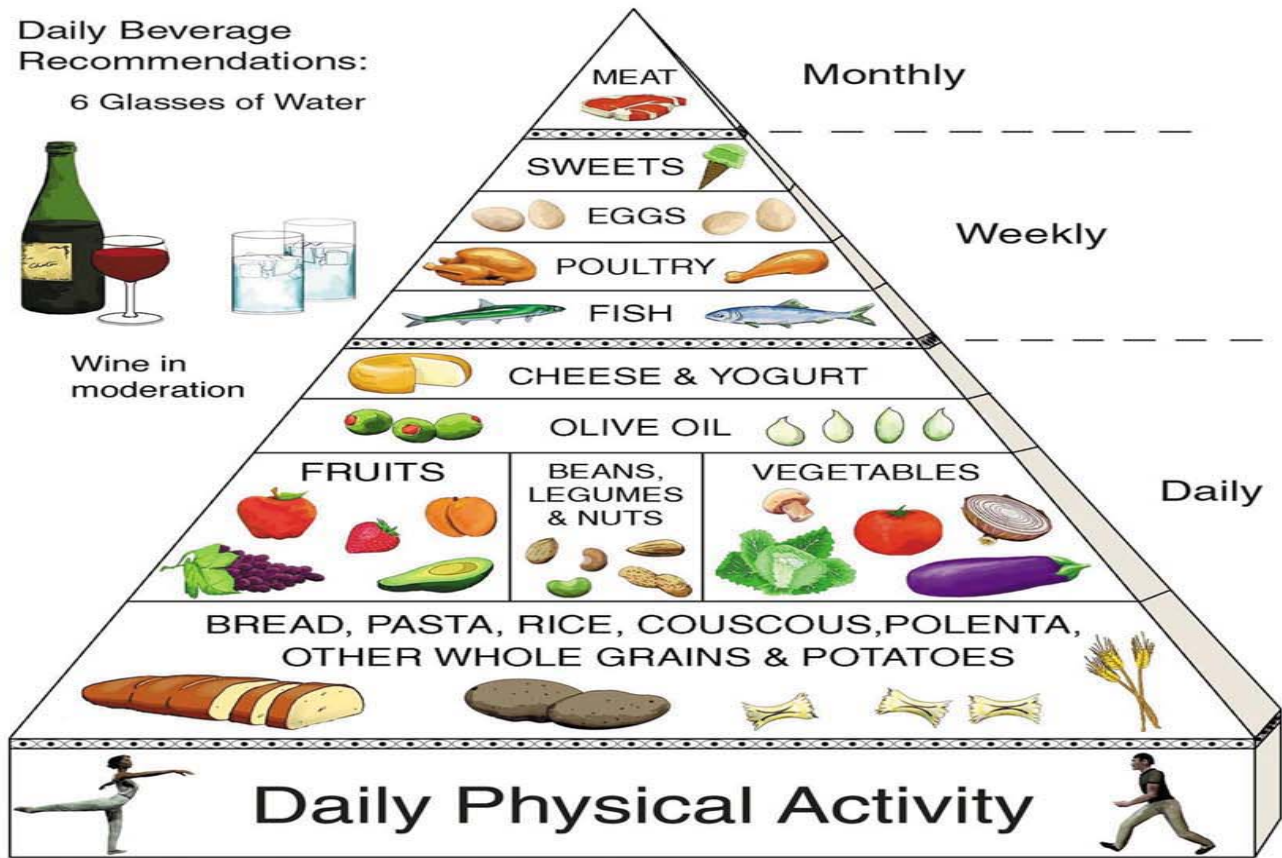 Daily Beverage
Recommendations:
6 Glasses of Water
Wine in
moderation
MEAT
Monthly
SWEETS
EGGS
Weekly
POULTRY
FISH
CHEESE & YOGURT
OLIVE OIL
FRUITS
BEANS,
LEGUMES
& NUTS
VEGETABLES
Daily
BREAD, PASTA, RICE, COUSCOUS,POLENTA,
OTHER WHOLE GRAINS & POTATOES
Daily Physical Activity